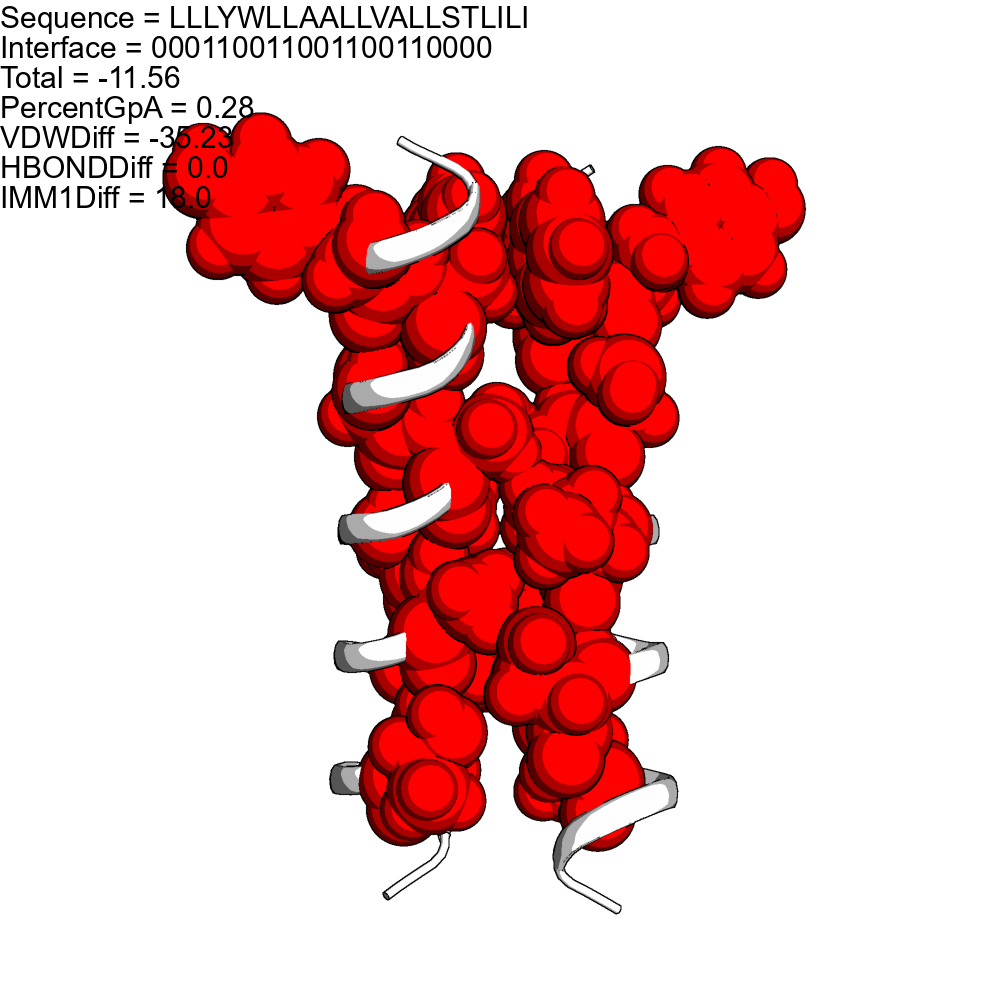 Sequence = LLLYWLLAALLVALLSTLILI
Interface = 000110011001100110000
Total = -11.56
PercentGpA = 0.28
VDWDiff = -35.23
HBONDDiff = 0.0
IMM1Diff = 18.0